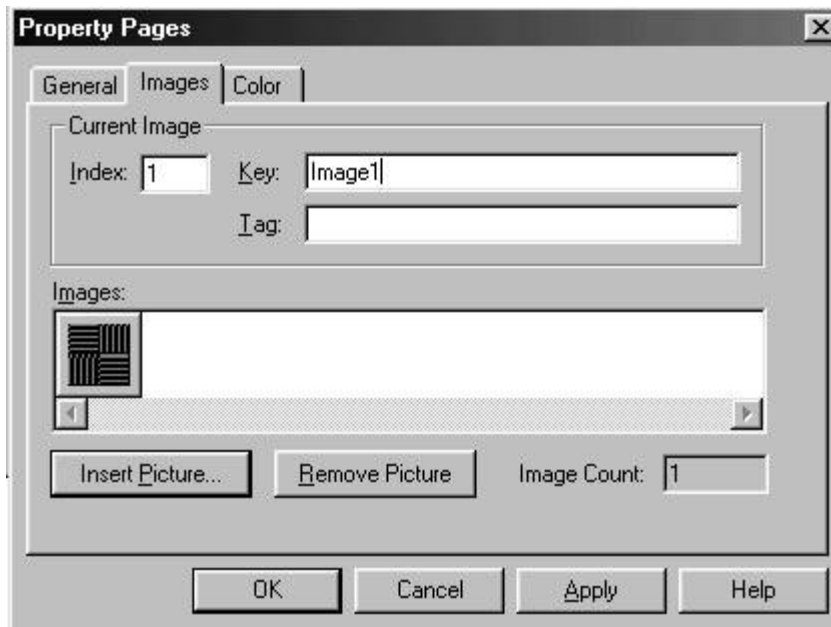 Property Pages
General Images Color
Current Image
Index: 1 Key: Image1
Tag:
Images:
Insert Picture... Remove Picture Image Count: 1
OK Cancel Apply Help